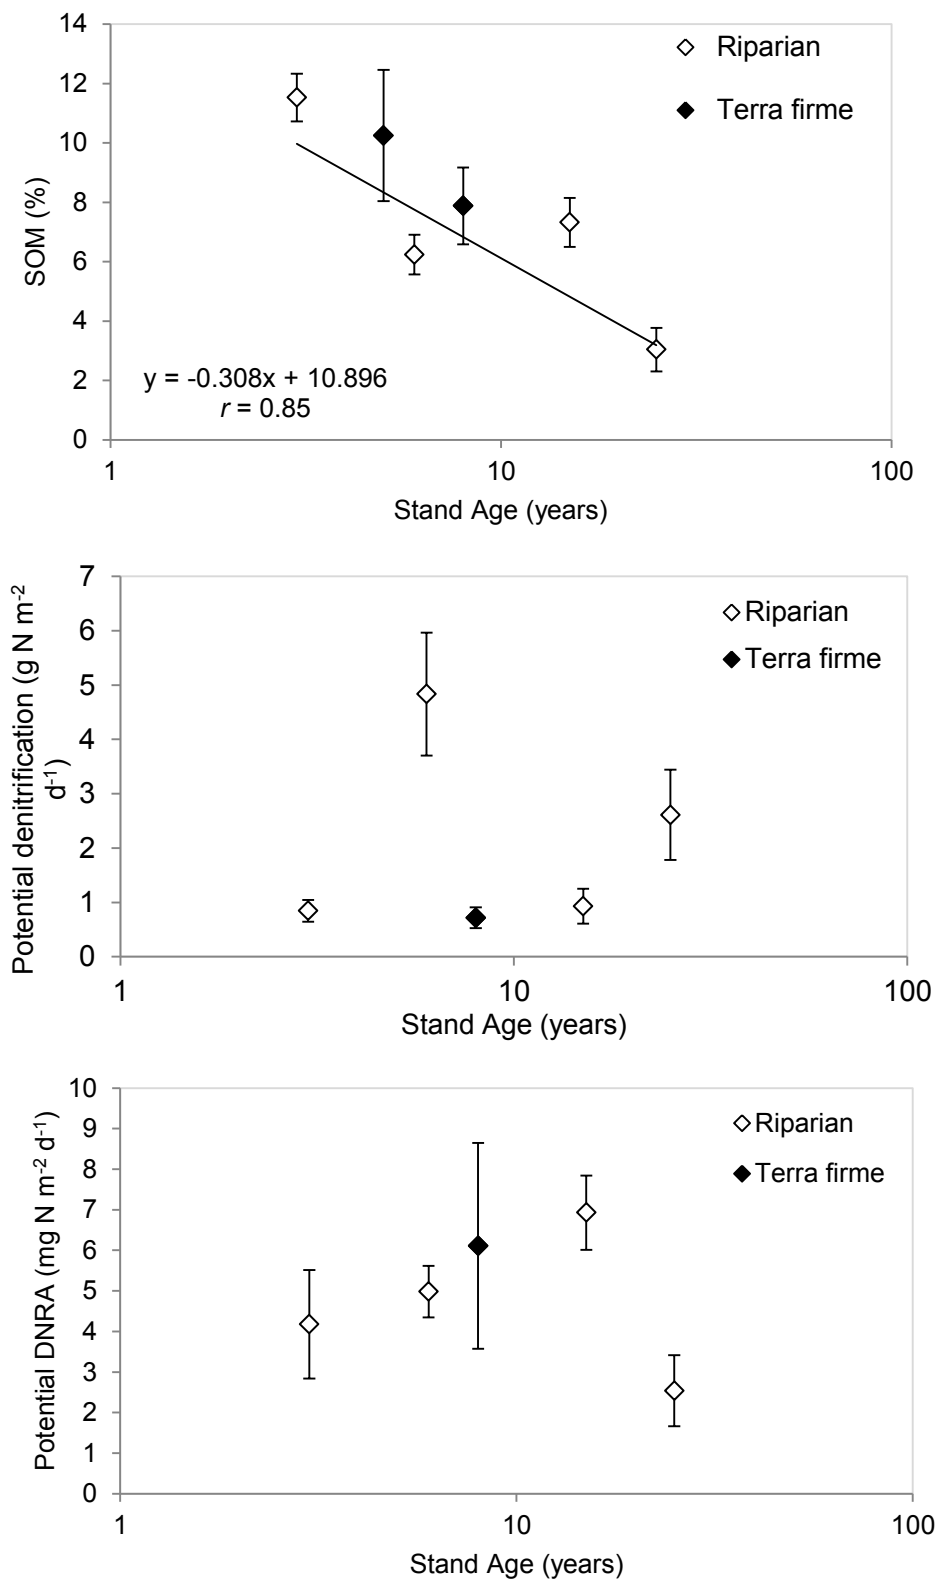 14
12
10
8
6
4
2
0
SOM (%)
Riparian
Terra firme
y = -0.308x + 10.896
r = 0.85
1 10 100
Stand Age (years)
7
6
5
4
3
2
1
0
Potential denitrification (g N m-2
d-1)
Riparian
Terra firme
1 10 100
Stand Age (years)
10
9
8
7
6
5
4
3
2
1
0
Potential DNRA (mg N m-2 d-1)
Riparian
Terra firme
1 10 100
Stand Age (years)